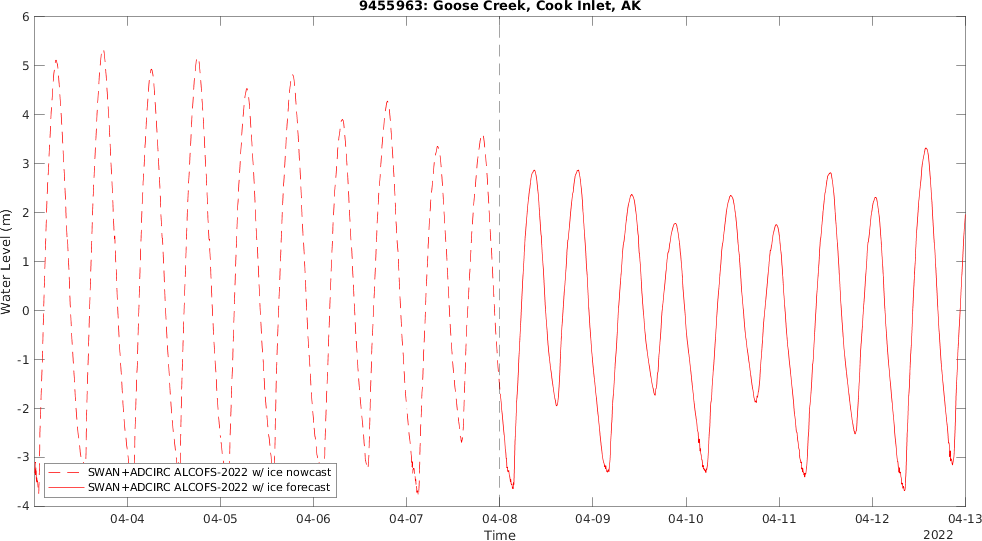 9455963: Goose Creek, Cook Inlet, AK
6
5
4
3
2
1
0
-1
-2
-3
-4
Water Level (m)
SWAN+ADCIRC ALCOFS-2022 w/ ice nowcast
SWAN+ADCIRC ALCOFS-2022 w/ ice forecast
04-04 04-05 04-06 04-07 04-08 04-09 04-10 04-11 04-12 04-13
Time
2022